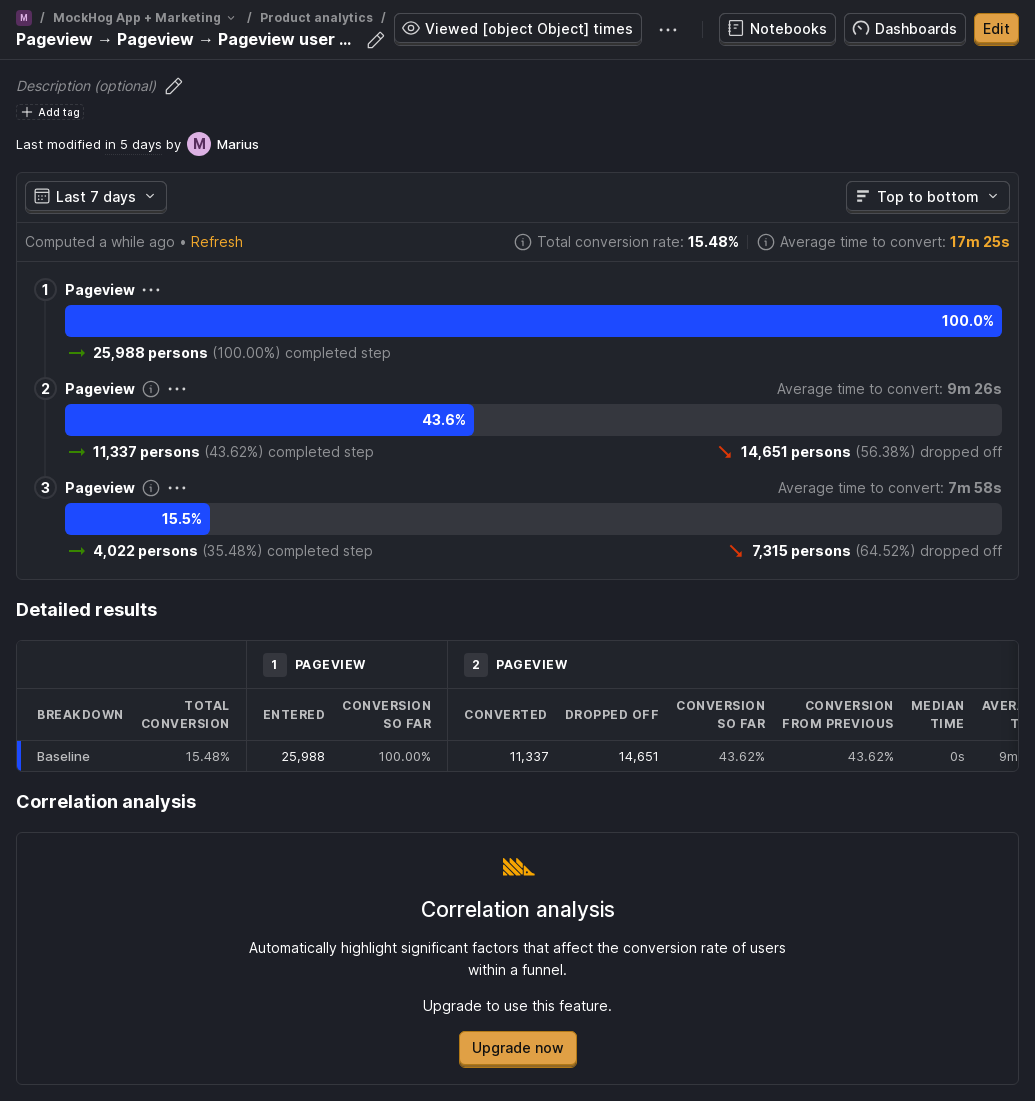 M / MockHog App + Marketing / Product analytics /
Pageview → Pageview → Pageview user ...
Viewed [object Object] times
Notebooks
Dashboards
Edit
Description (optional)
Add tag
Last modified in 5 days by M Marius
Last 7 days
Top to bottom
Computed a while ago • Refresh
Total conversion rate: 15.48%
Average time to convert: 17m 25s
1 Pageview
100.0%
25,988 persons (100.00%) completed step
2 Pageview
Average time to convert: 9m 26s
43.6%
11,337 persons (43.62%) completed step
14,651 persons (56.38%) dropped off
3 Pageview
Average time to convert: 7m 58s
15.5%
4,022 persons (35.48%) completed step
7,315 persons (64.52%) dropped off
Detailed results
1 PAGEVIEW
2 PAGEVIEW
BREAKDOWN
TOTAL
CONVERSION
ENTERED
CONVERSION
SO FAR
CONVERTED
DROPPED OFF
CONVERSION
SO FAR
CONVERSION
FROM PREVIOUS
MEDIAN
TIME
Baseline 15.48% 25,988 100.00% 11,337 14,651 43.62% 43.62% 0s 9m
Correlation analysis
Correlation analysis
Automatically highlight significant factors that affect the conversion rate of users
within a funnel.
Upgrade to use this feature.
Upgrade now